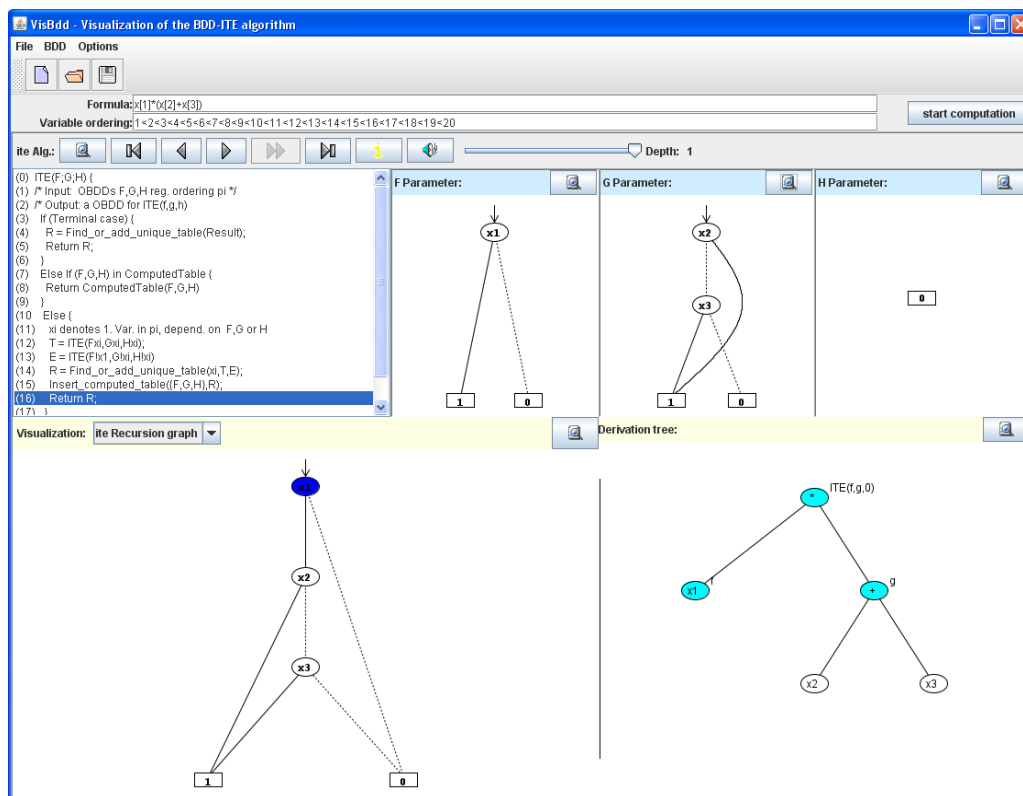 VisBdd - Visualization of the BDD-ITE algorithm
File BDD Options
Formula: x[1]*(x[2]+x[3])
Variable ordering: 1<2<3<4<5<6<7<8<9<10<11<12<13<14<15<16<17<18<19<20
start computation
ite Alg.: i Depth: 1
(0) ITE(F;G;H) {
(1) /* Input: OBDDs F,G,H reg. ordering pi */
(2) /* Output: a OBDD for ITE(f,g,h)
(3) If (Terminal case) {
(4) R = Find_or_add_unique_table(Result);
(5) Return R;
(6) }
(7) Else If (F,G,H) in ComputedTable {
(8) Return ComputedTable(F,G,H)
(9) }
(10 Else {
(11) xi denotes 1. Var. in pi, depend. on F,G or H
(12) T = ITE(Fxi,Gxi,Hxi);
(13) E = ITE(F!x1,G!xi,H!xi)
(14) R = Find_or_add_unique_table(xi,T,E);
(15) Insert_computed_table({F,G,H},R);
(16) Return R;
(17) }
F Parameter:
x1
1 0
G Parameter:
x2
x3
1 0
H Parameter:
0
Visualization: ite Recursion graph
x1
x2
x3
1 0
Derivation tree:
ITE(f,g,0)
*
x1 f
+ g
x2 x3